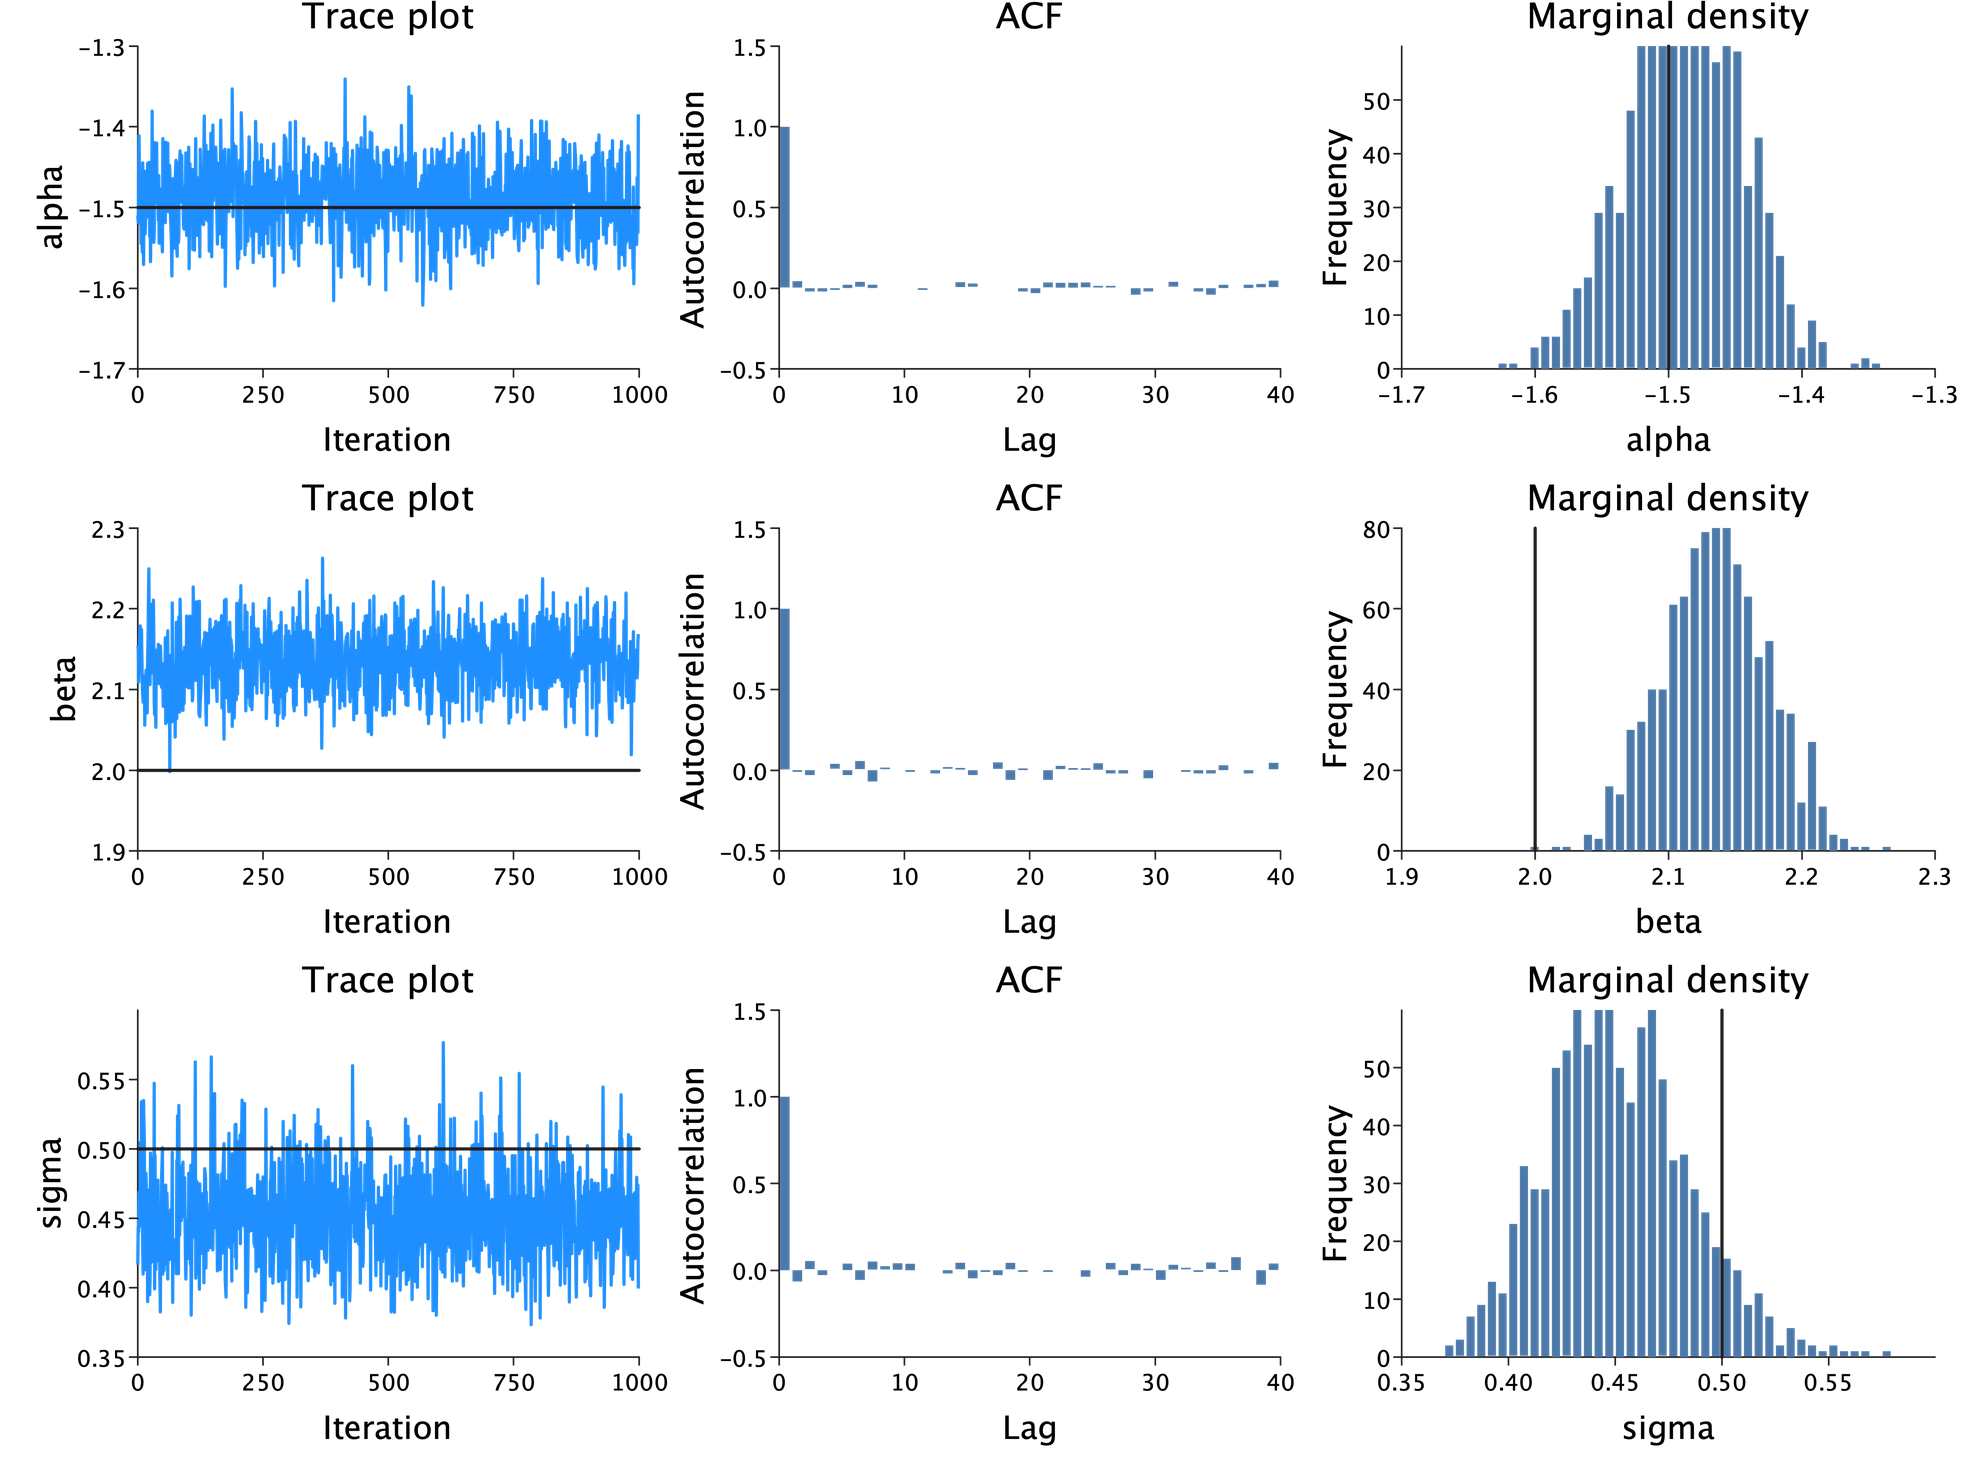 Trace plot ACF Marginal density
−1.3 1.5
−1.4 1.0 50
−1.5 0.5 40
30
−1.6 0.0 20
10
−1.7 −0.5 0
alpha Autocorrelation Frequency
0 250 500 750 1000 0 10 20 30 40 −1.7 −1.6 −1.5 −1.4 −1.3
Iteration Lag alpha
Trace plot ACF Marginal density
2.3 1.5 80
2.2 1.0 60
2.1 0.5 40
2.0 0.0 20
1.9 −0.5 0
beta Autocorrelation Frequency
0 250 500 750 1000 0 10 20 30 40 1.9 2.0 2.1 2.2 2.3
Iteration Lag beta
Trace plot ACF Marginal density
1.5
0.55 1.0 50
0.50 40
0.45 0.5 30
20
0.40 0.0 10
0.35 −0.5 0
sigma Autocorrelation Frequency
0 250 500 750 1000 0 10 20 30 40 0.35 0.40 0.45 0.50 0.55
Iteration Lag sigma